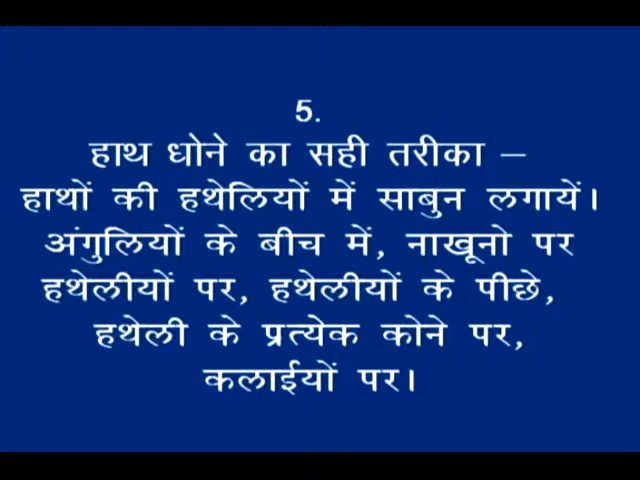 5.
हाथ धोने का सही तरीका –
हाथों की हथेलियों में साबुन लगायें।
अंगुलियों के बीच में, नाखूनो पर
हथेलीयों पर, हथेलीयों के पीछे,
हथेली के प्रत्येक कोने पर,
कलाईयों पर।